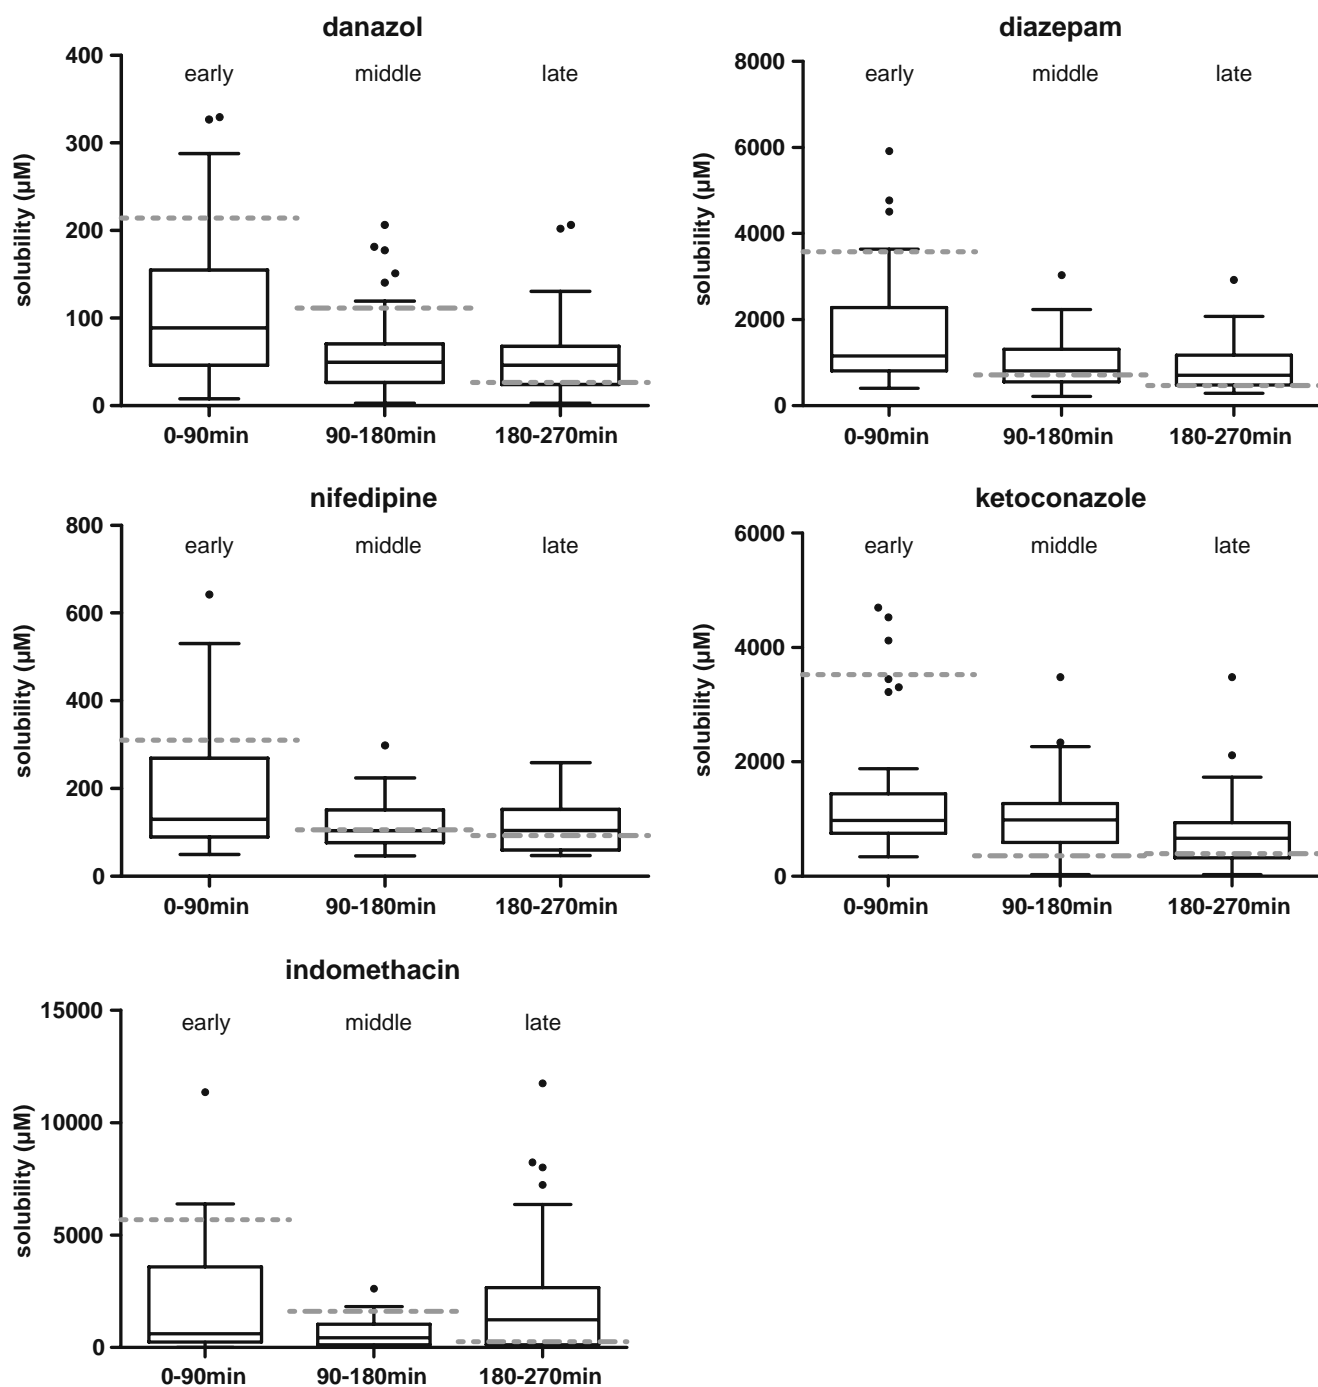 danazol
400
early
middle
late
300
200
100
0
solubility (µM)
0-90min
90-180min
180-270min
diazepam
8000
early
middle
late
6000
4000
2000
0
solubility (µM)
0-90min
90-180min
180-270min
nifedipine
800
early
middle
late
600
400
200
0
solubility (µM)
0-90min
90-180min
180-270min
ketoconazole
6000
early
middle
late
4000
2000
0
solubility (µM)
0-90min
90-180min
180-270min
indomethacin
15000
early
middle
late
10000
5000
0
solubility (µM)
0-90min
90-180min
180-270min